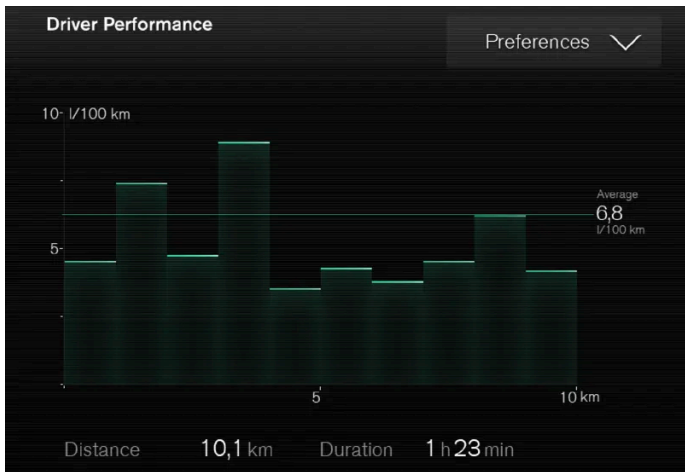 Driver Performance
Preferences
10 l/100 km
Average
6,8
l/100 km
5
5
10 km
Distance 10,1 km Duration 1 h 23 min